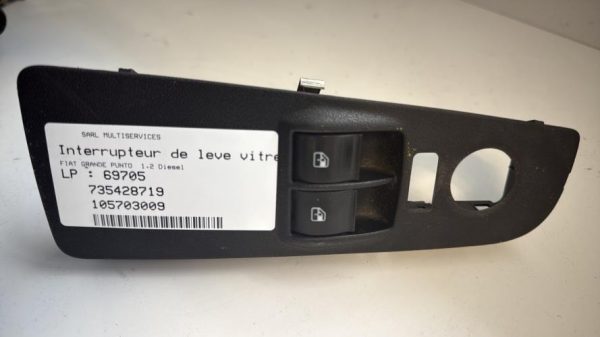 SARL MULTISERVICES
Interrupteur de leve vitre
FIAT GRANDE PUNTO 1-2 Diesel
LP : 69705
735428719
105703009